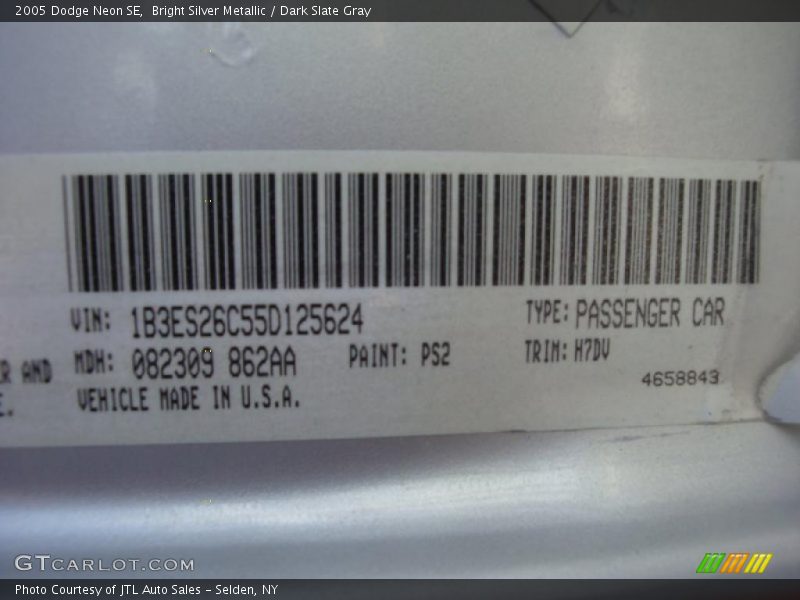 2005 Dodge Neon SE,  Bright Silver Metallic / Dark Slate Gray
VIN: 1B3ES26C55D125624 TYPE: PASSENGER CAR
R AND MDH: 082309 862AA PAINT: PS2 TRIM: H7DV
E. VEHICLE MADE IN U.S.A. 4658843
GTCARLOT.COM
Photo Courtesy of JTL Auto Sales - Selden, NY